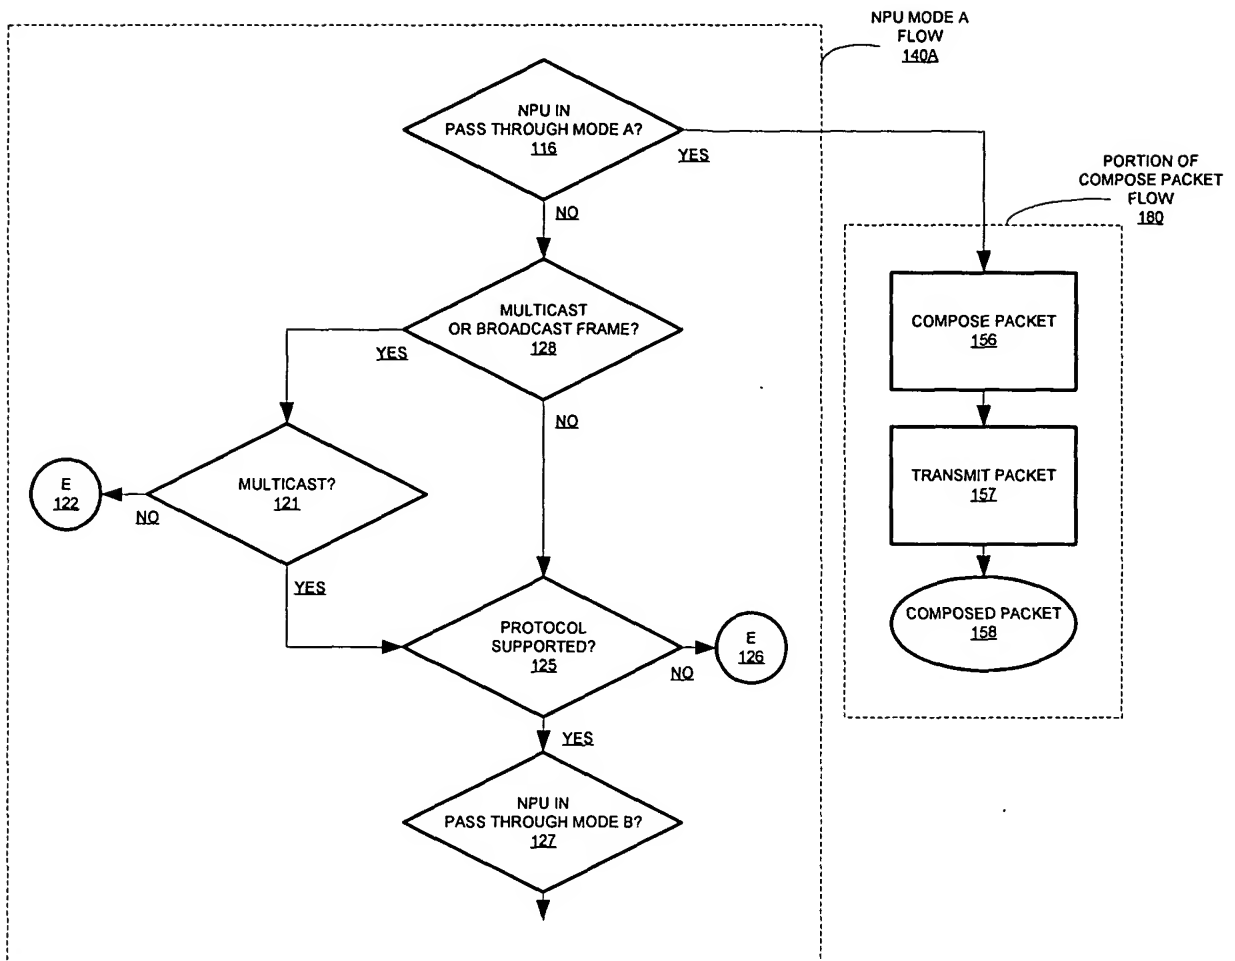 NPU MODE A
FLOW
140A
NPU IN
PASS THROUGH MODE A?
116
YES
NO
PORTION OF
COMPOSE PACKET
FLOW
180
MULTICAST
OR BROADCAST FRAME?
128
YES
NO
COMPOSE PACKET
156
MULTICAST?
121
E
122
NO
YES
TRANSMIT PACKET
157
COMPOSED PACKET
158
PROTOCOL
SUPPORTED?
125
E
126
NO
YES
NPU IN
PASS THROUGH MODE B?
127